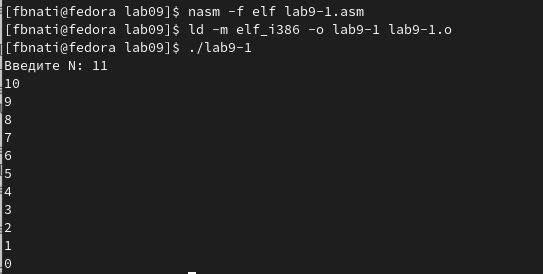 [fbnati@fedora lab09]$ nasm -f elf lab9-1.asm
[fbnati@fedora lab09]$ ld -m elf_i386 -o lab9-1 lab9-1.o
[fbnati@fedora lab09]$ ./lab9-1
Введите N: 11
10
9
8
7
6
5
4
3
2
1
0